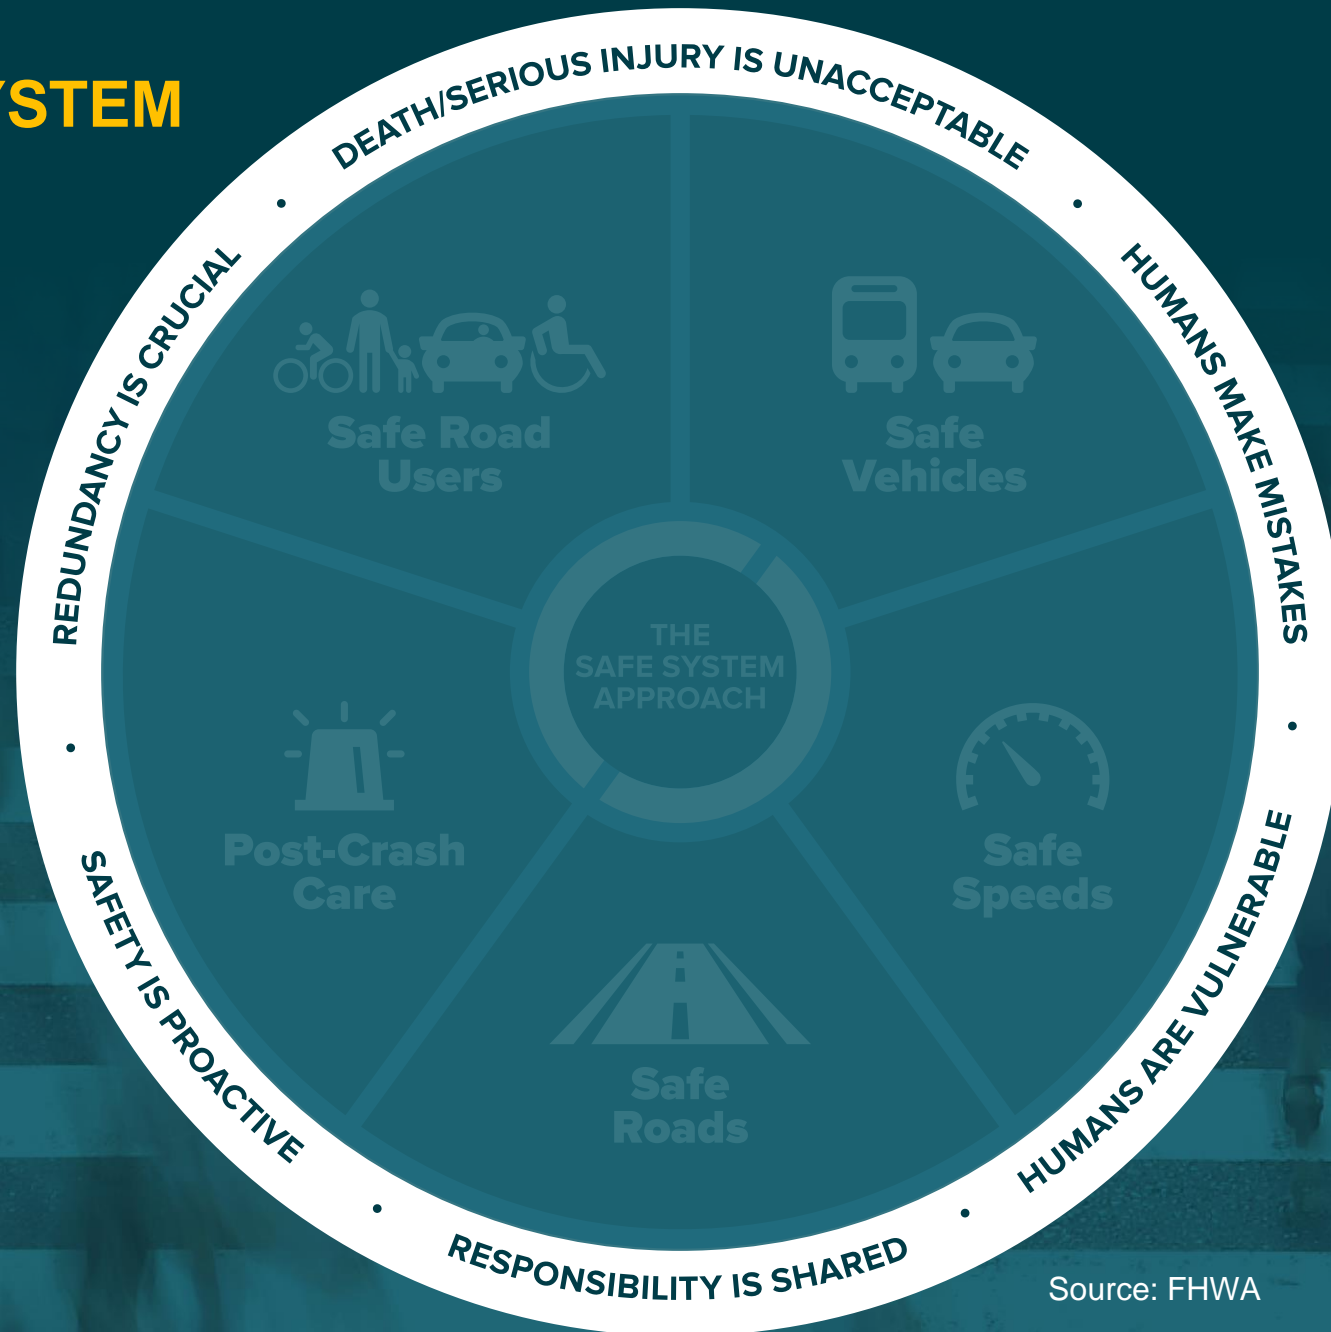 YSTEM
DEATH/SERIOUS INJURY IS UNACCEPTABLE
HUMANS MAKE MISTAKES
HUMANS ARE VULNERABLE
RESPONSIBILITY IS SHARED
SAFETY IS PROACTIVE
REDUNDANCY IS CRUCIAL
Safe Road
Users
Safe
Vehicles
THE
SAFE SYSTEM
APPROACH
Post-Crash
Care
Safe
Speeds
Safe
Roads
Source: FHWA